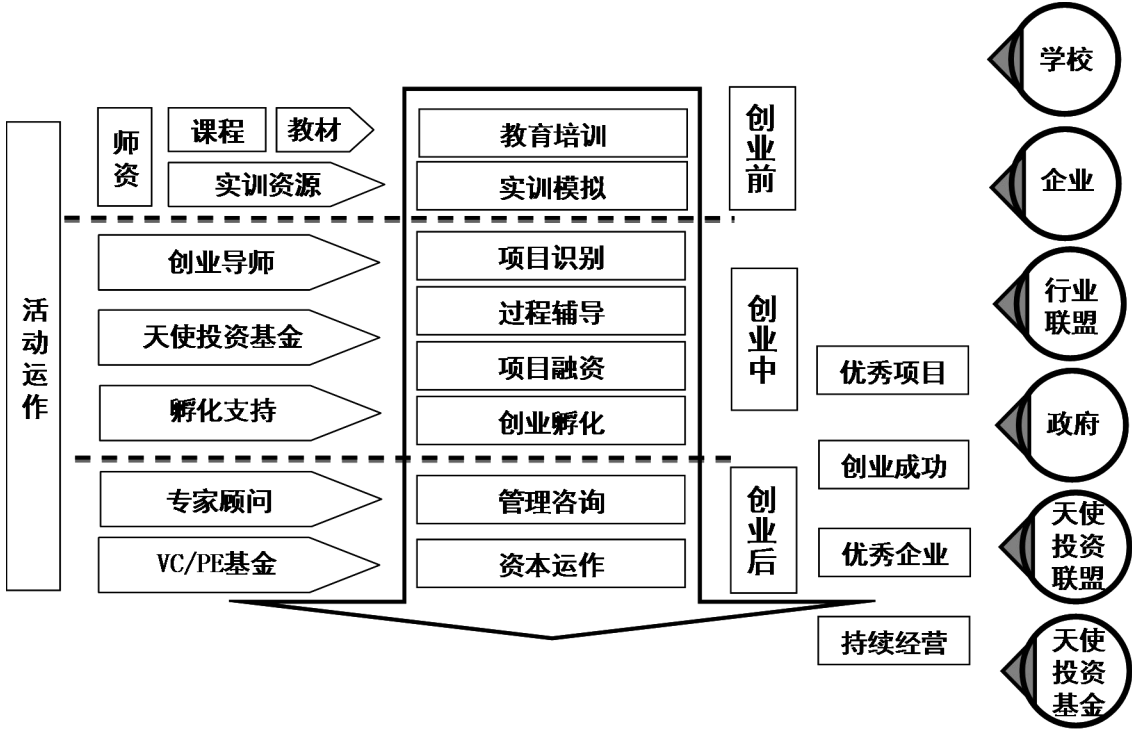 活动运作
师资
课程
教材
实训资源
创业导师
天使投资基金
孵化支持
专家顾问
VC/PE基金
教育培训
实训模拟
项目识别
过程辅导
项目融资
创业孵化
管理咨询
资本运作
创业前
创业中
创业后
优秀项目
创业成功
优秀企业
持续经营
学校
企业
行业
联盟
政府
天使
投资
联盟
天使
投资
基金